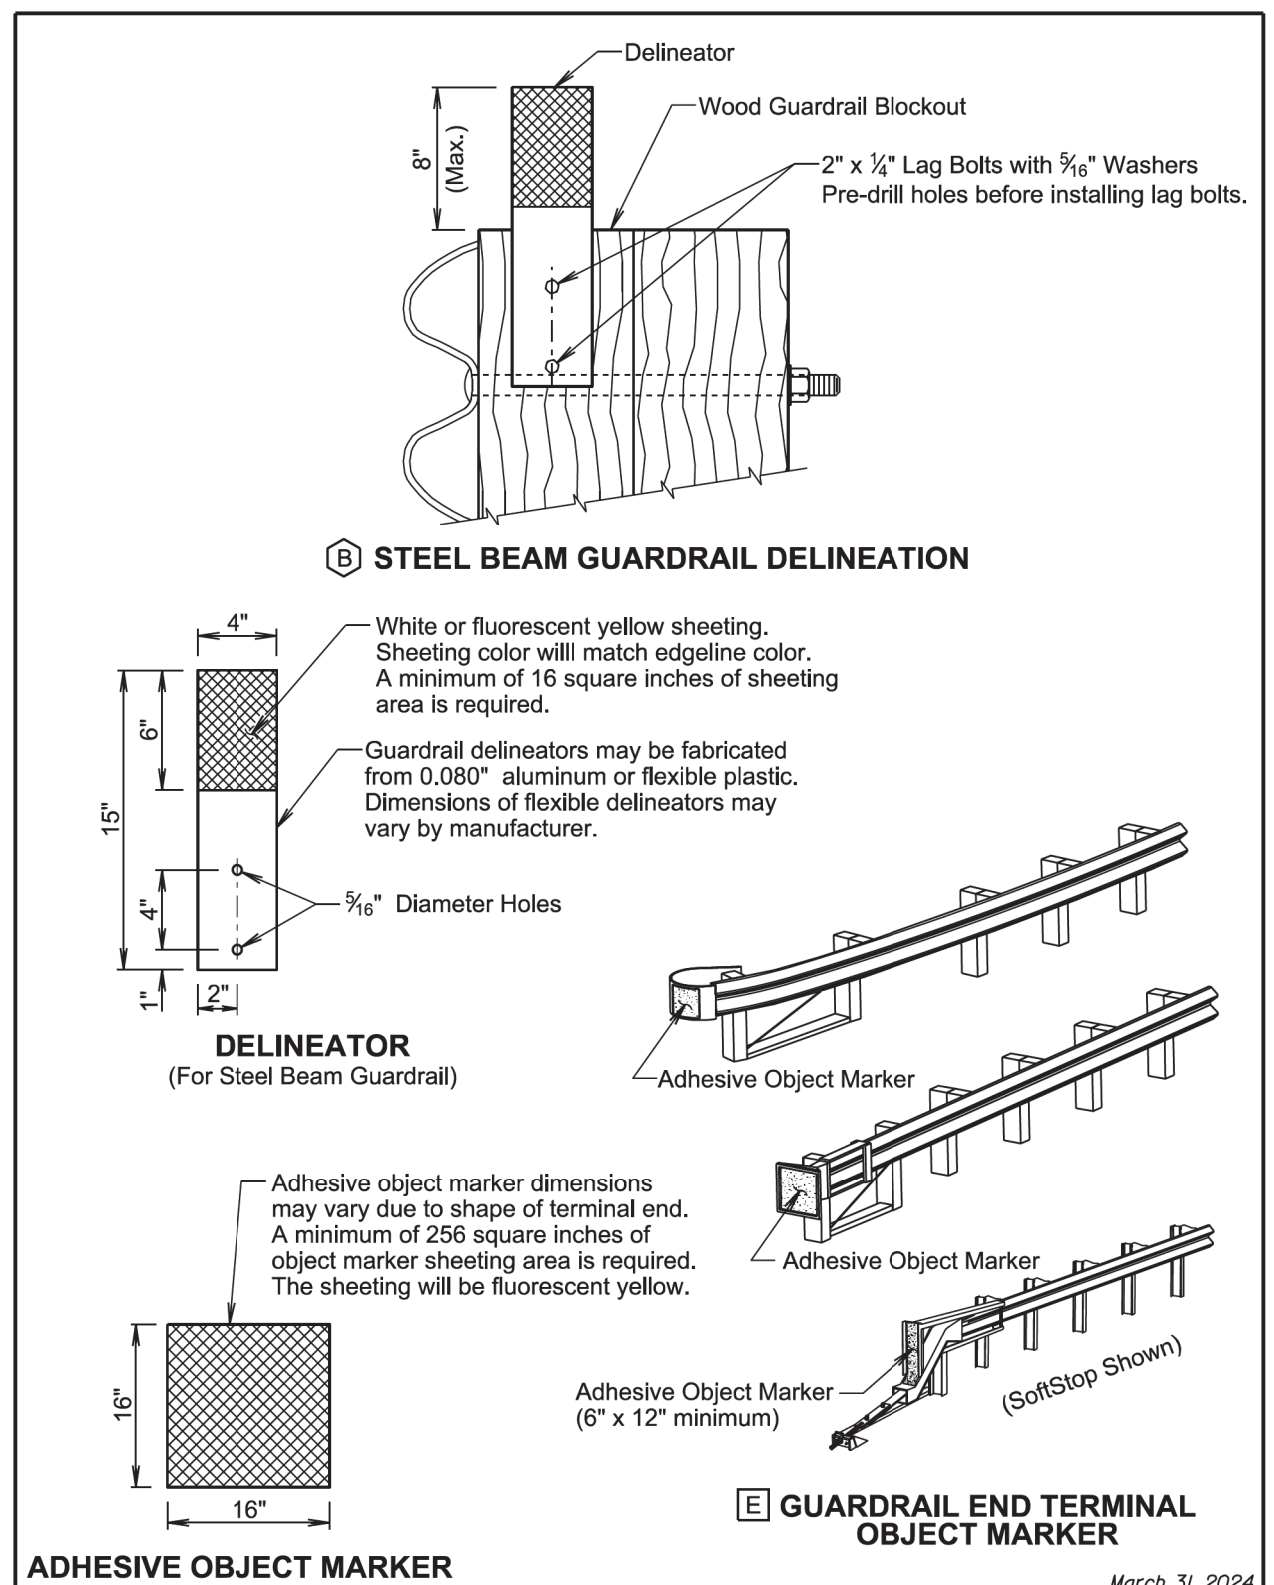 Delineator
Wood Guardrail Blockout
8"
(Max.)
2" x 1/4" Lag Bolts with 5/16" Washers
Pre-drill holes before installing lag bolts.
B STEEL BEAM GUARDRAIL DELINEATION
4"
White or fluorescent yellow sheeting.
Sheeting color willl match edgeline color.
A minimum of 16 square inches of sheeting
area is required.
6"
15"
Guardrail delineators may be fabricated
from 0.080" aluminum or flexible plastic.
Dimensions of flexible delineators may
vary by manufacturer.
4"
5/16" Diameter Holes
1"
2"
DELINEATOR
(For Steel Beam Guardrail)
Adhesive Object Marker
Adhesive object marker dimensions
may vary due to shape of terminal end.
A minimum of 256 square inches of
object marker sheeting area is required.
The sheeting will be fluorescent yellow.
Adhesive Object Marker
16"
16"
Adhesive Object Marker
(6" x 12" minimum)
(SoftStop Shown)
E GUARDRAIL END TERMINAL
OBJECT MARKER
ADHESIVE OBJECT MARKER
March 31, 2024